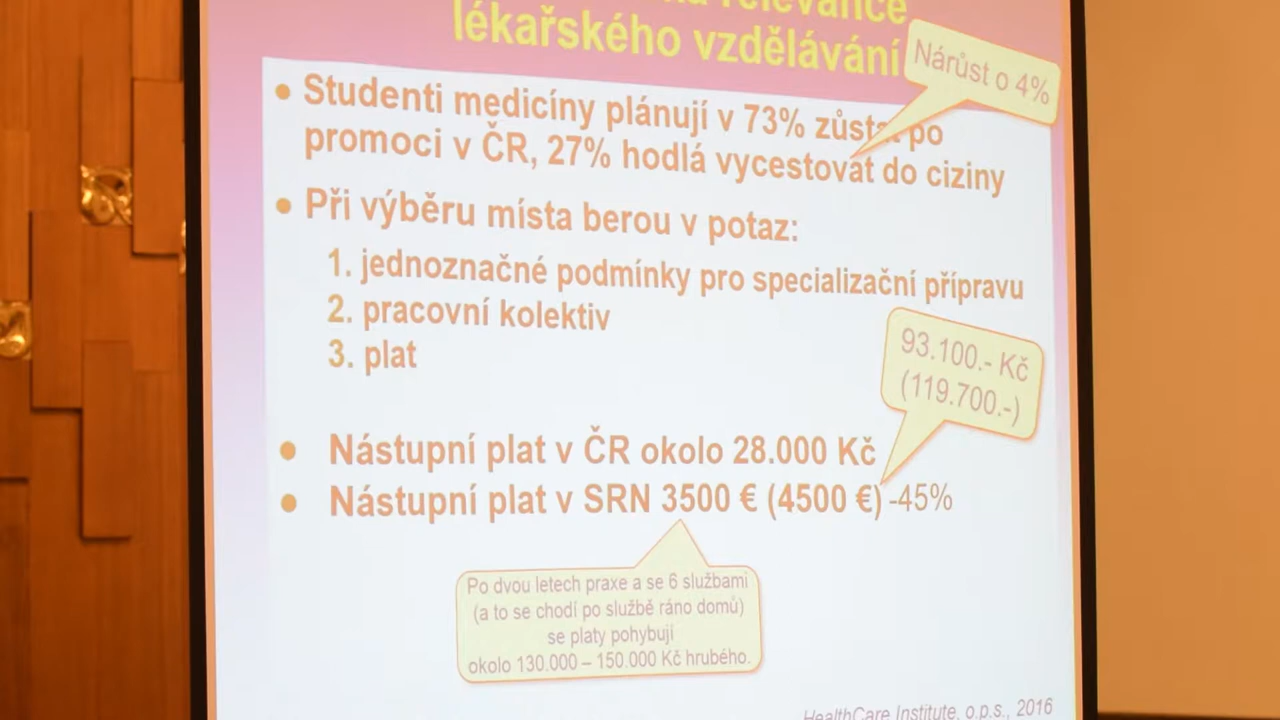 relevance
lékařského vzdělávání
Nárůst o 4%
• Studenti medicíny plánují v 73% po
promoci v ČR, 27% hodlá vycestovat do ciziny
• Při výběru místa berou v potaz:
1. jednoznačné podmínky pro specializační přípravu
2. pracovní kolektiv
3. plat
93.100.- Kč
(119.700.-)
• Nástupní plat v ČR okolo 28.000 Kč
• Nástupní plat v SRN 3500 € (4500 €) -45%
Po dvou letech praxe a se 6 službami
(a to se chodí po službě ráno domů)
se platy pohybují
okolo 130.000 – 150.000 Kč hrubého.
HealthCare Institute, o.p.s., 2016